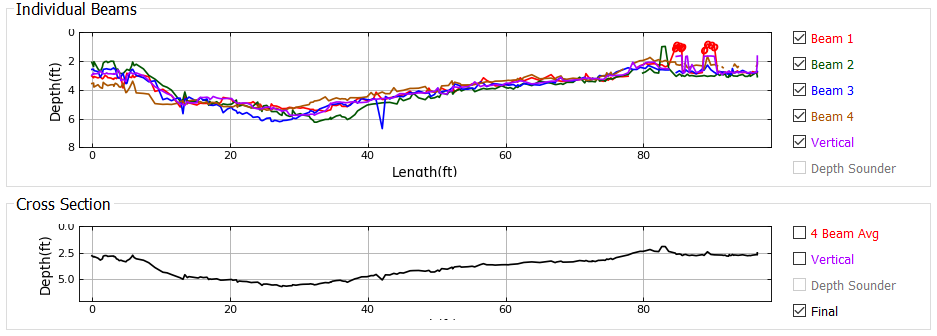 Individual Beams
0
2
4
6
8
Depth(ft)
0
20
40
60
80
Length(ft)
Beam 1
Beam 2
Beam 3
Beam 4
Vertical
Depth Sounder
Cross Section
0.0
2.5
5.0
Depth(ft)
0
20
40
60
80
4 Beam Avg
Vertical
Depth Sounder
Final